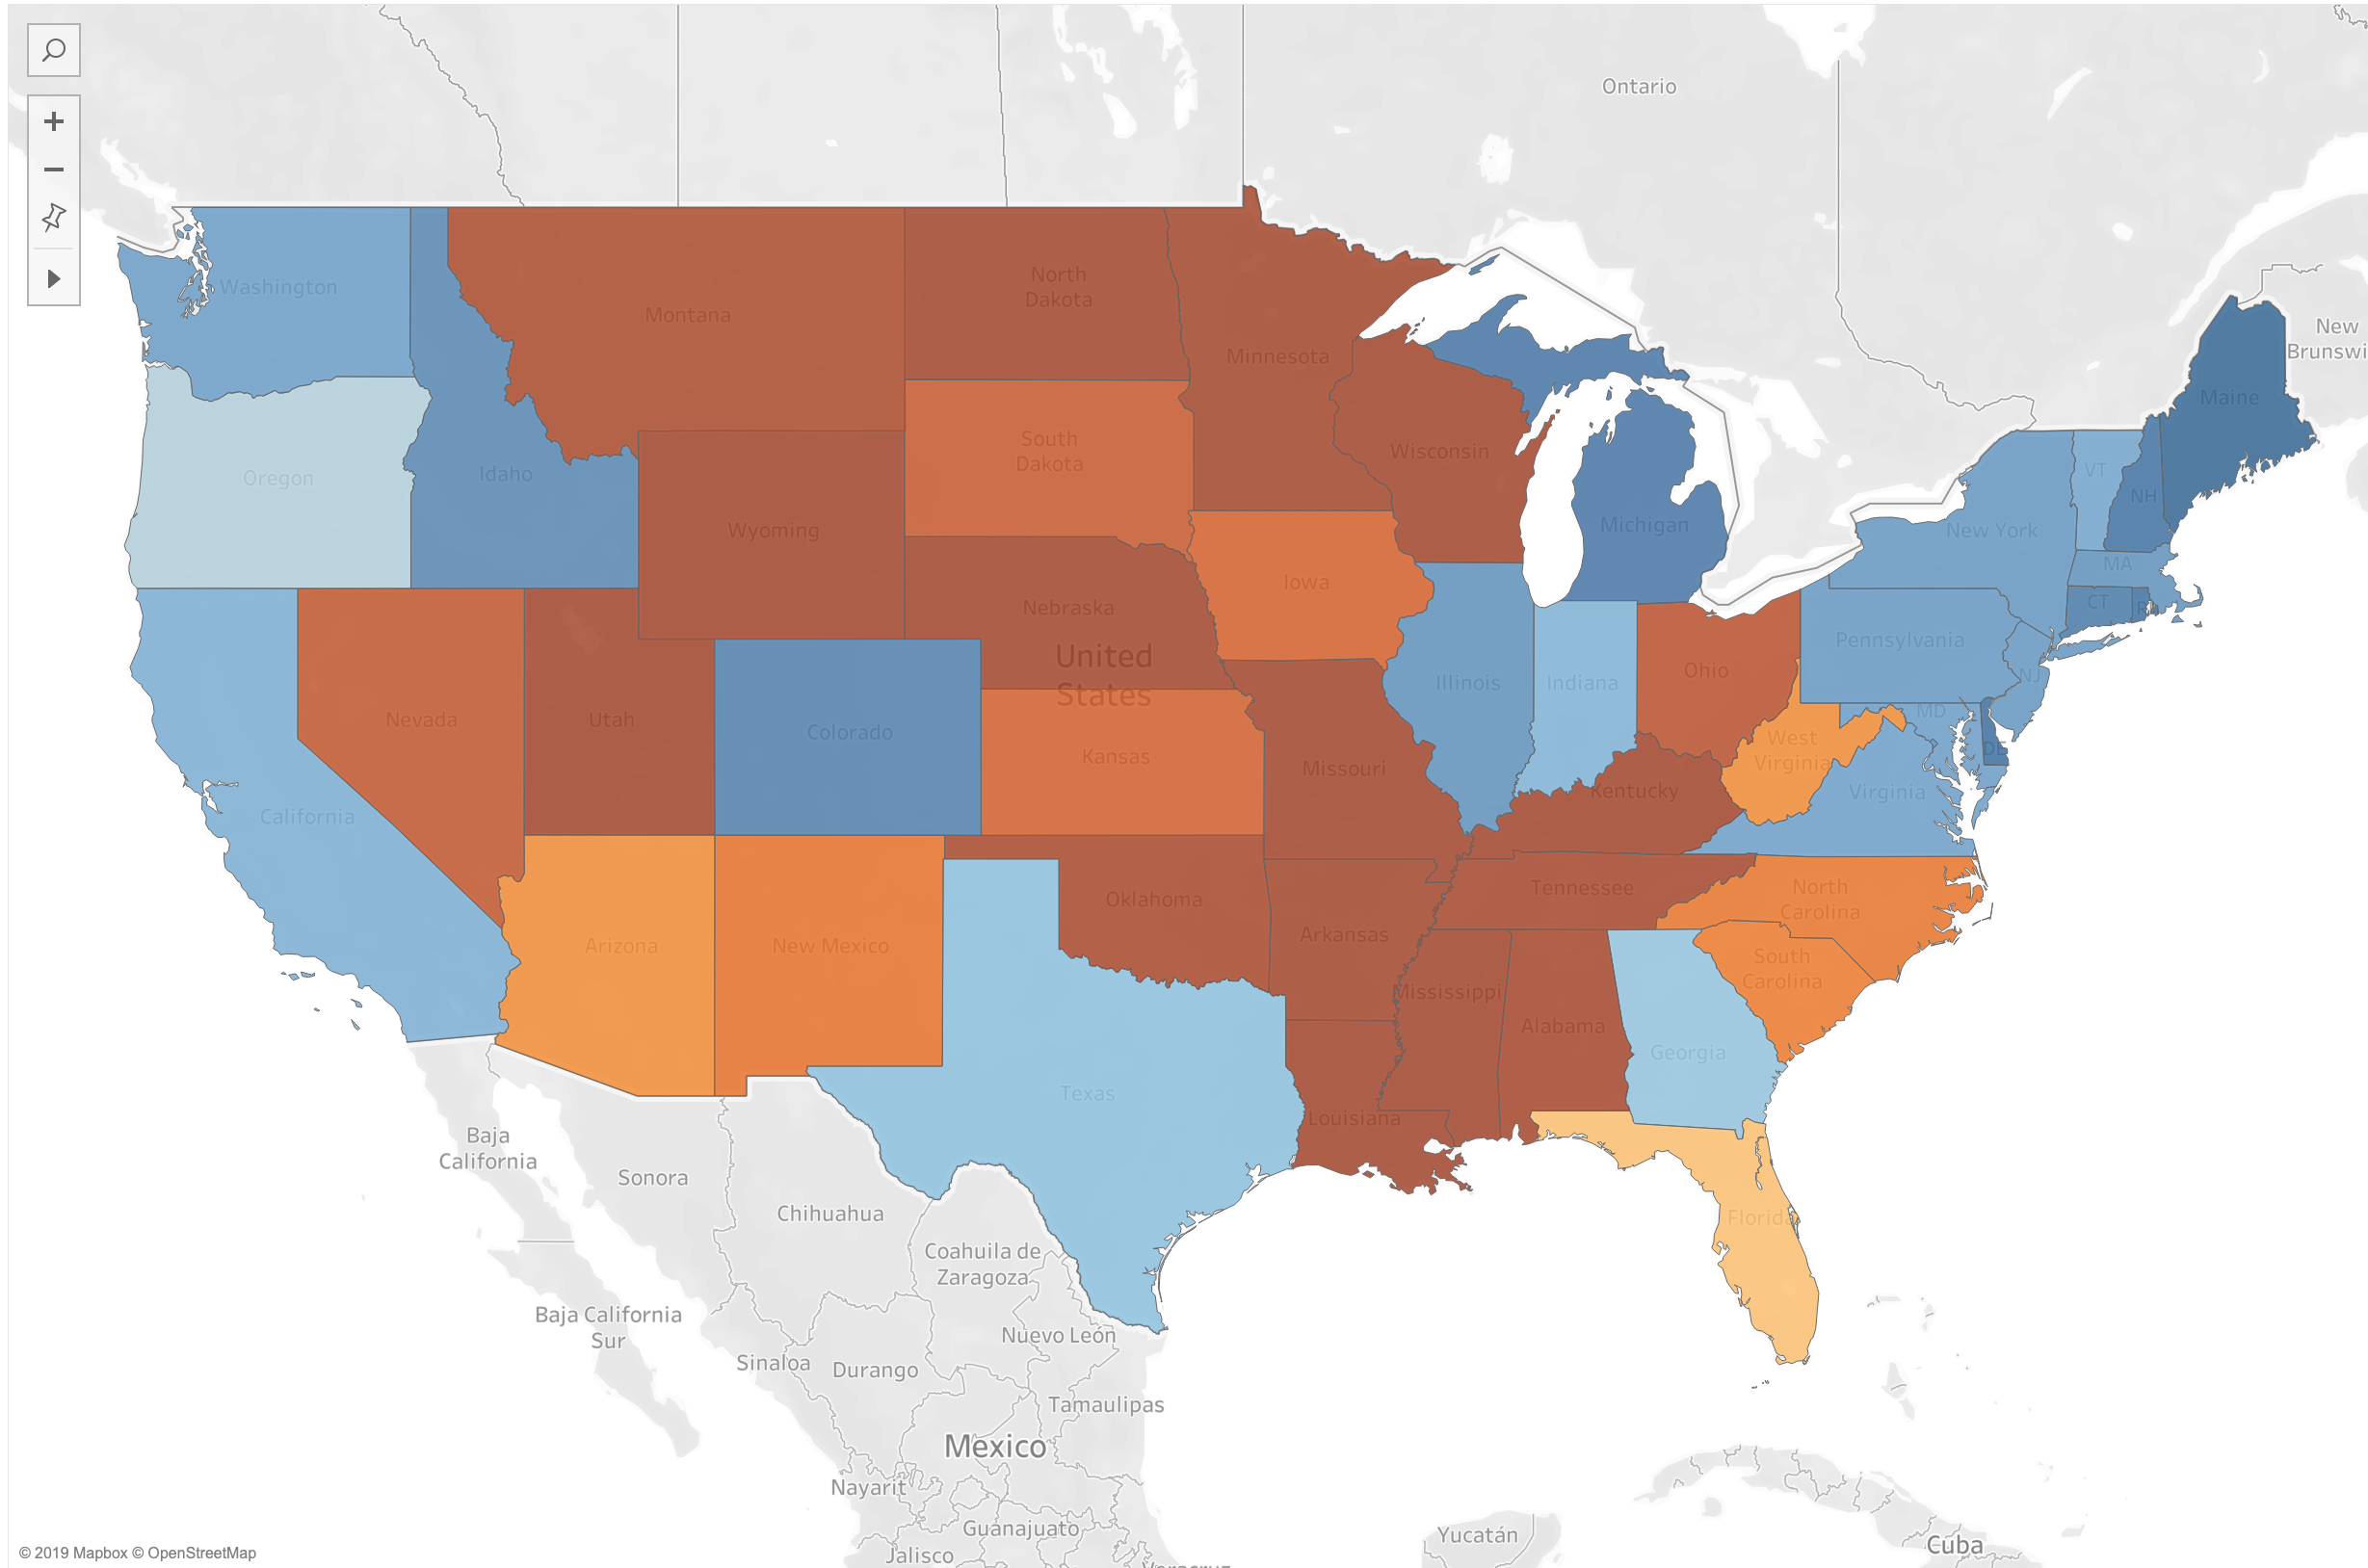 Ontario
New
Brunswi
Washington
Montana
North
Dakota
Minnesota
Maine
Oregon
Idaho
South
Dakota
Wisconsin
Michigan
VT
NH
New York
MA
Wyoming
Iowa
CT
Nebraska
Pennsylvania
United
States
Nevada
Utah
Colorado
Kansas
Missouri
Illinois
Indiana
Ohio
NJ
MD
West
Virginia
DE
Kentucky
Virginia
California
Arizona
New Mexico
Oklahoma
Arkansas
Tennessee
North
Carolina
South
Carolina
Mississippi
Alabama
Georgia
Texas
Louisiana
Florida
Baja
California
Sonora
Chihuahua
Coahuila de
Zaragoza
Baja California
Sur
Nuevo León
Sinaloa
Durango
Tamaulipas
Mexico
Nayarit
Guanajuato
Yucatán
Cuba
Jalisco
© 2019 Mapbox © OpenStreetMap